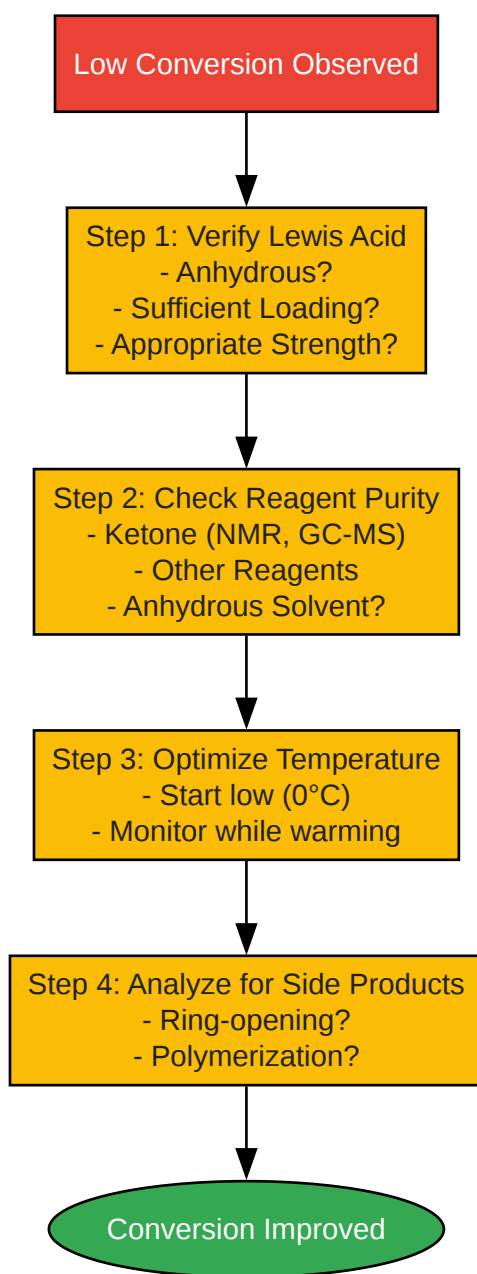 Low Conversion Observed
Step 1: Verify Lewis Acid
- Anhydrous?
- Sufficient Loading?
- Appropriate Strength?
Step 2: Check Reagent Purity
- Ketone (NMR, GC-MS)
- Other Reagents
- Anhydrous Solvent?
Step 3: Optimize Temperature
- Start low (0°C)
- Monitor while warming
Step 4: Analyze for Side Products
- Ring-opening?
- Polymerization?
Conversion Improved